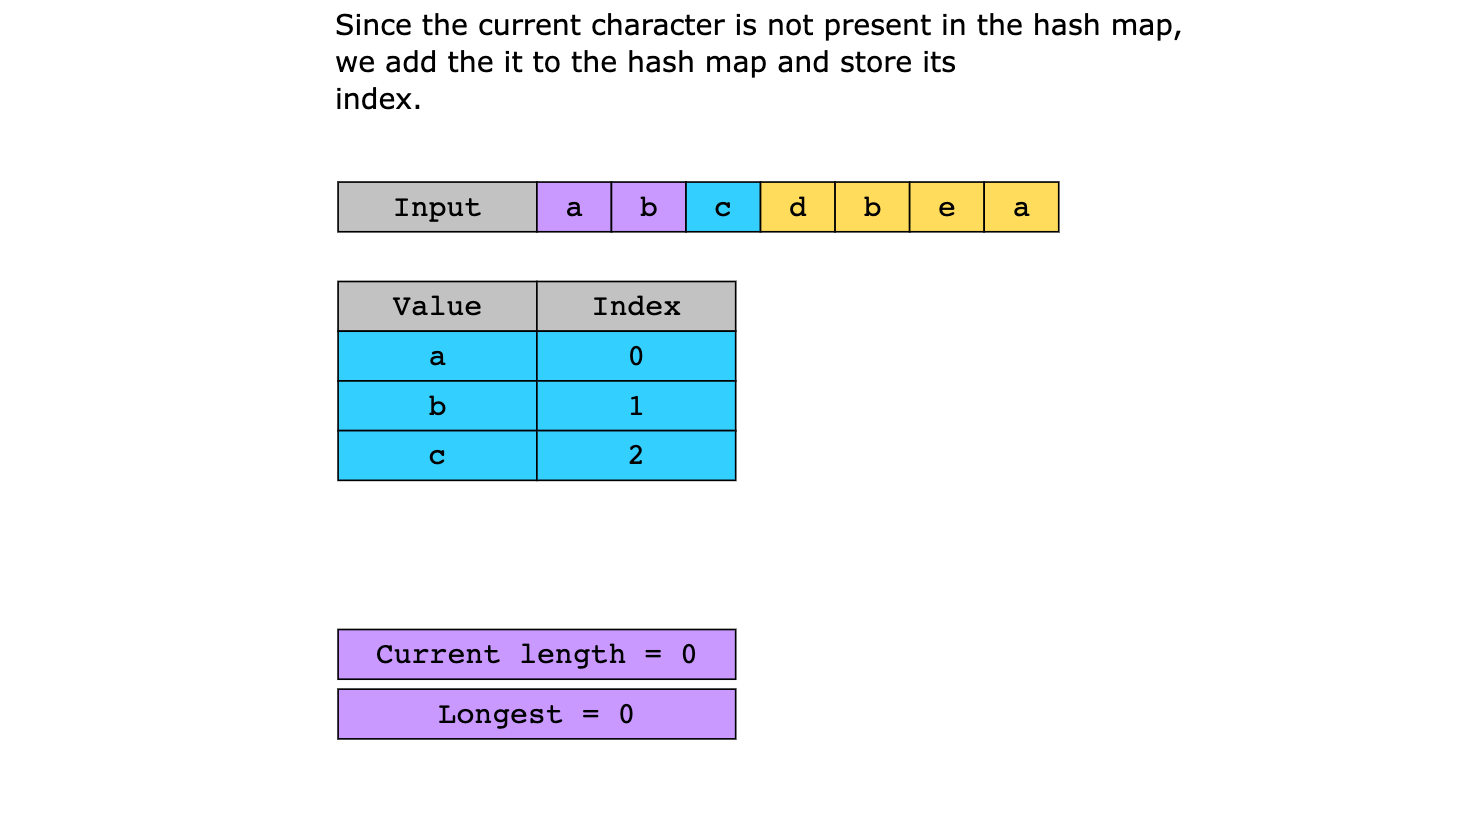 Since the current character is not present in the hash map,
we add the it to the hash map and store its
index.
Input a b c d b e a
Value Index
a 0
b 1
c 2
Current length = 0
Longest = 0